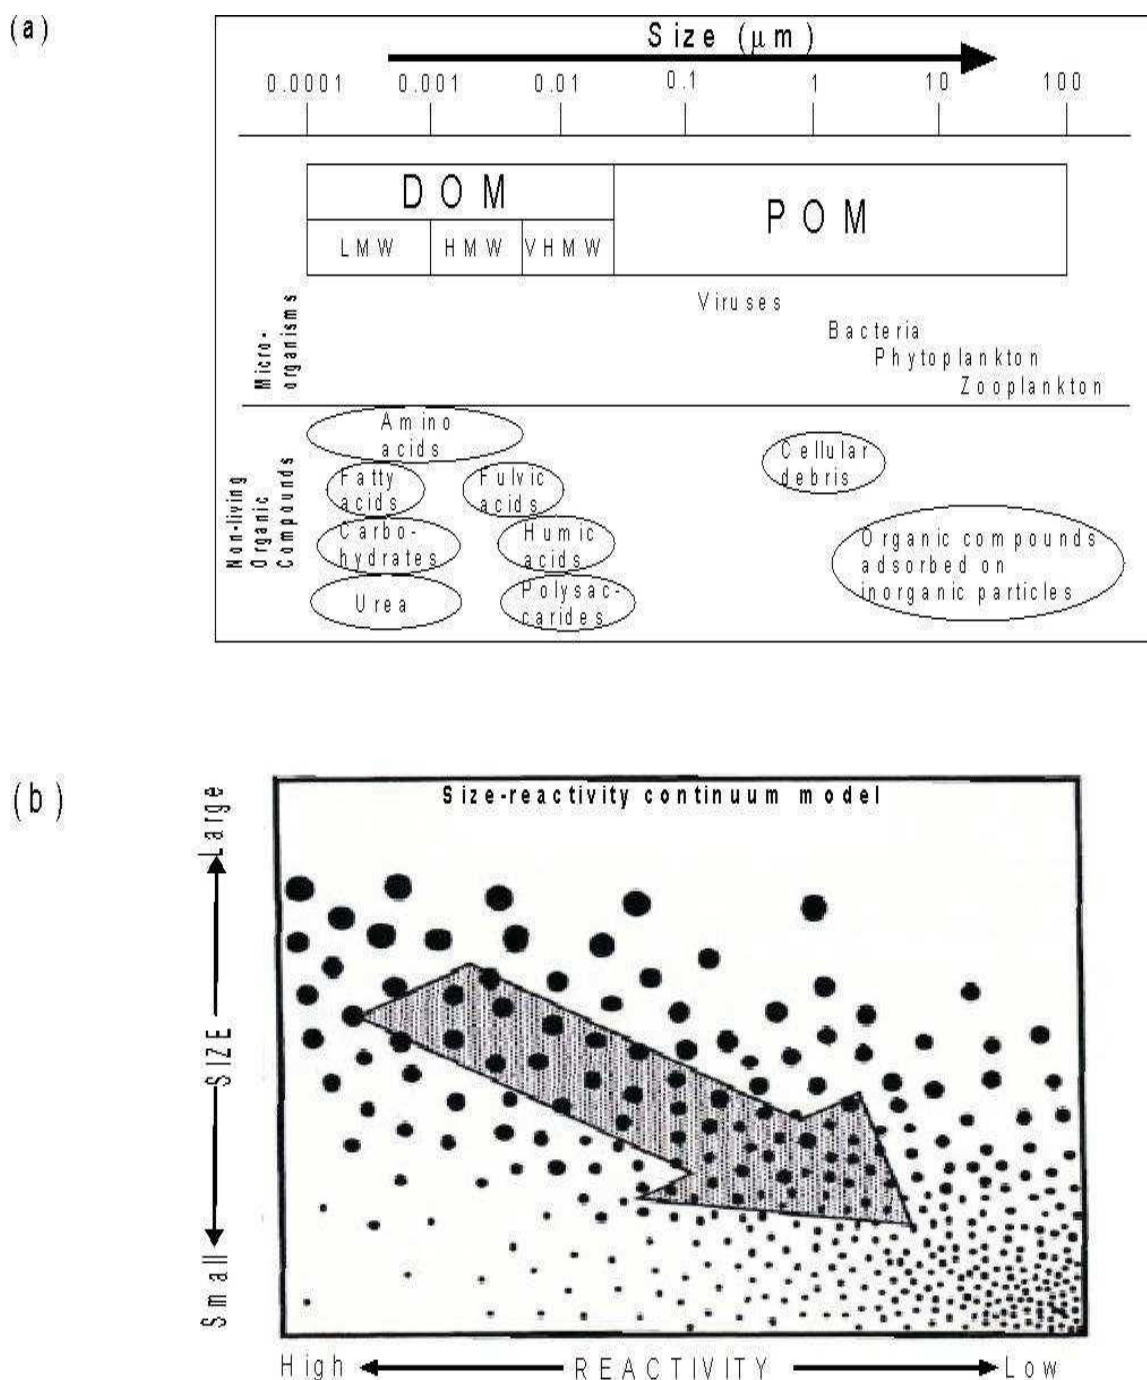 (a)
Size (μm)
0.0001 0.001 0.01 0.1 1 10 100
DOM
POM
LMW HMW VHMW
Micro-
organisms
Viruses
Bacteria
Phytoplankton
Zooplankton
Non-living
Organic
Compounds
Amino
acids
Fatty
acids
Carbo-
hydrates
Urea
Fulvic
acids
Humic
acids
Polysac-
carides
Cellular
debris
Organic compounds
adsorbed on
inorganic particles
(b)
Size-reactivity continuum model
Large
SIZE
Small
High REACTIVITY Low